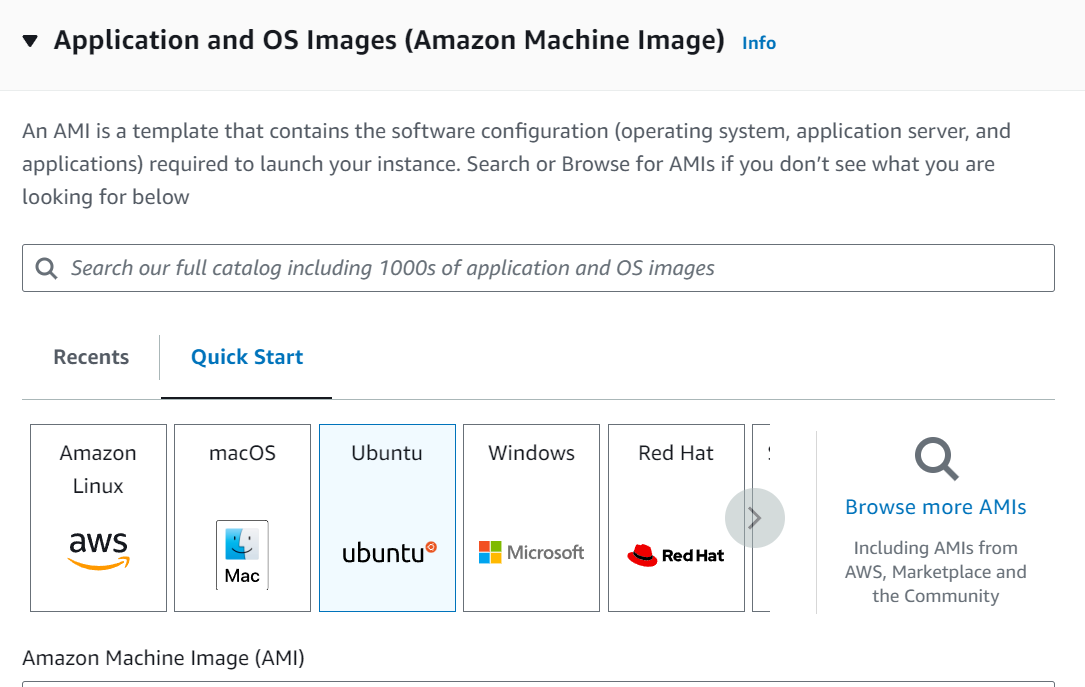 Application and OS Images (Amazon Machine Image) Info
An AMI is a template that contains the software configuration (operating system, application server, and
applications) required to launch your instance. Search or Browse for AMIs if you don’t see what you are
looking for below
Search our full catalog including 1000s of application and OS images
Recents
Quick Start
Amazon
Linux
aws
macOS
Mac
Ubuntu
ubuntu
Windows
Microsoft
Red Hat
Red Hat
Browse more AMIs
Including AMIs from
AWS, Marketplace and
the Community
Amazon Machine Image (AMI)